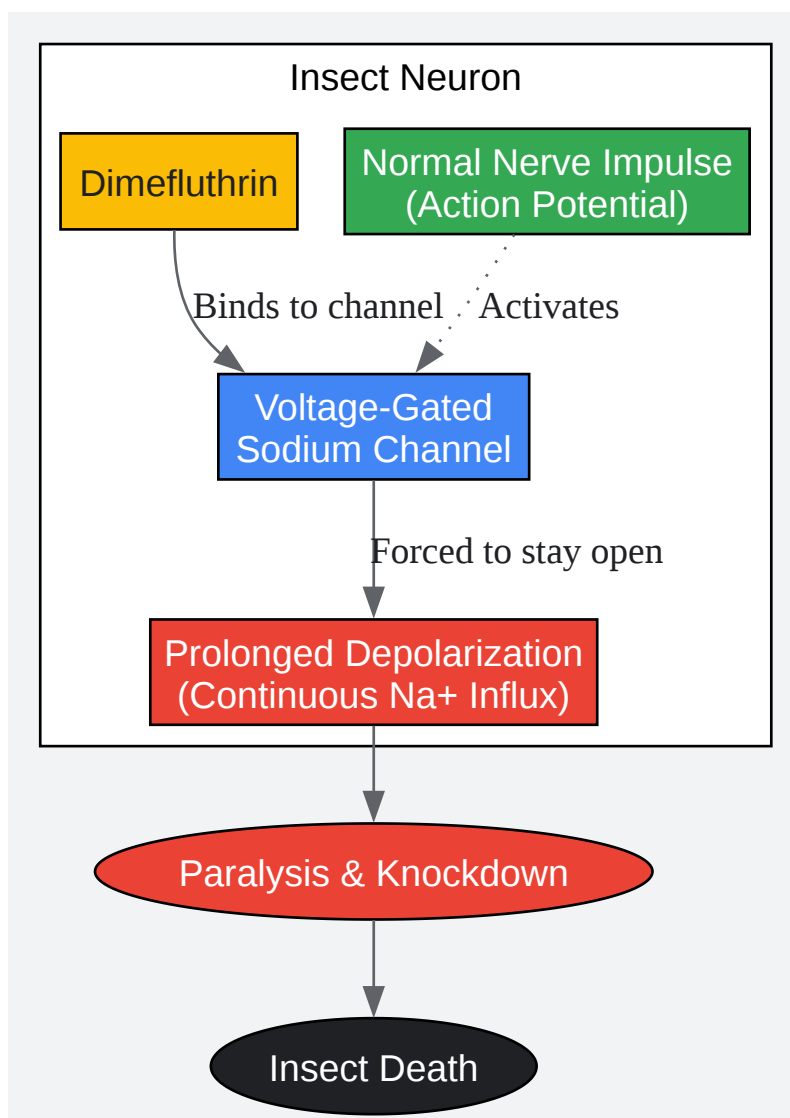 Insect Neuron
Dimefluthrin
Normal Nerve Impulse
(Action Potential)
Binds to channel
Activates
Voltage-Gated
Sodium Channel
Forced to stay open
Prolonged Depolarization
(Continuous Na+ Influx)
Paralysis & Knockdown
Insect Death